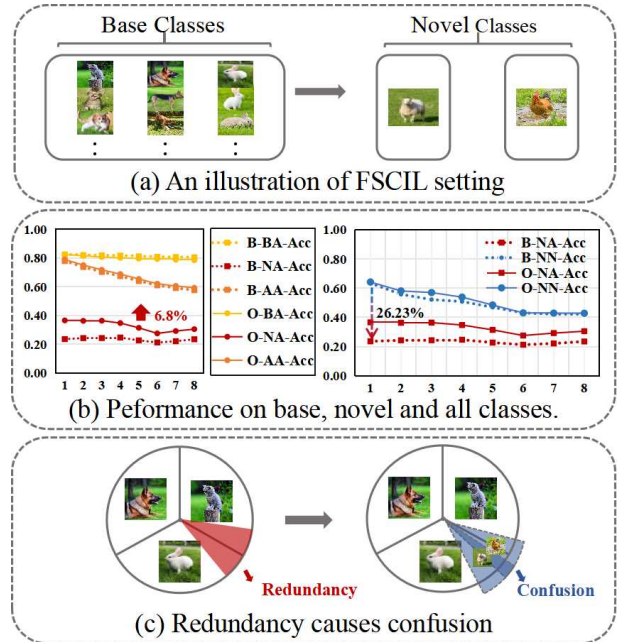 Base Classes
Novel Classes
(a) An illustration of FSCIL setting
1.00
0.80
0.60
0.40
0.20
0.00
6.8%
1 2 3 4 5 6 7 8
B-BA-Acc
B-NA-Acc
B-AA-Acc
O-BA-Acc
O-NA-Acc
O-AA-Acc
1.00
0.80
0.60
0.40
0.20
0.00
26.23%
B-NA-Acc
B-NN-Acc
O-NA-Acc
O-NN-Acc
1 2 3 4 5 6 7 8
(b) Peformance on base, novel and all classes.
Redundancy
Confusion
(c) Redundancy causes confusion